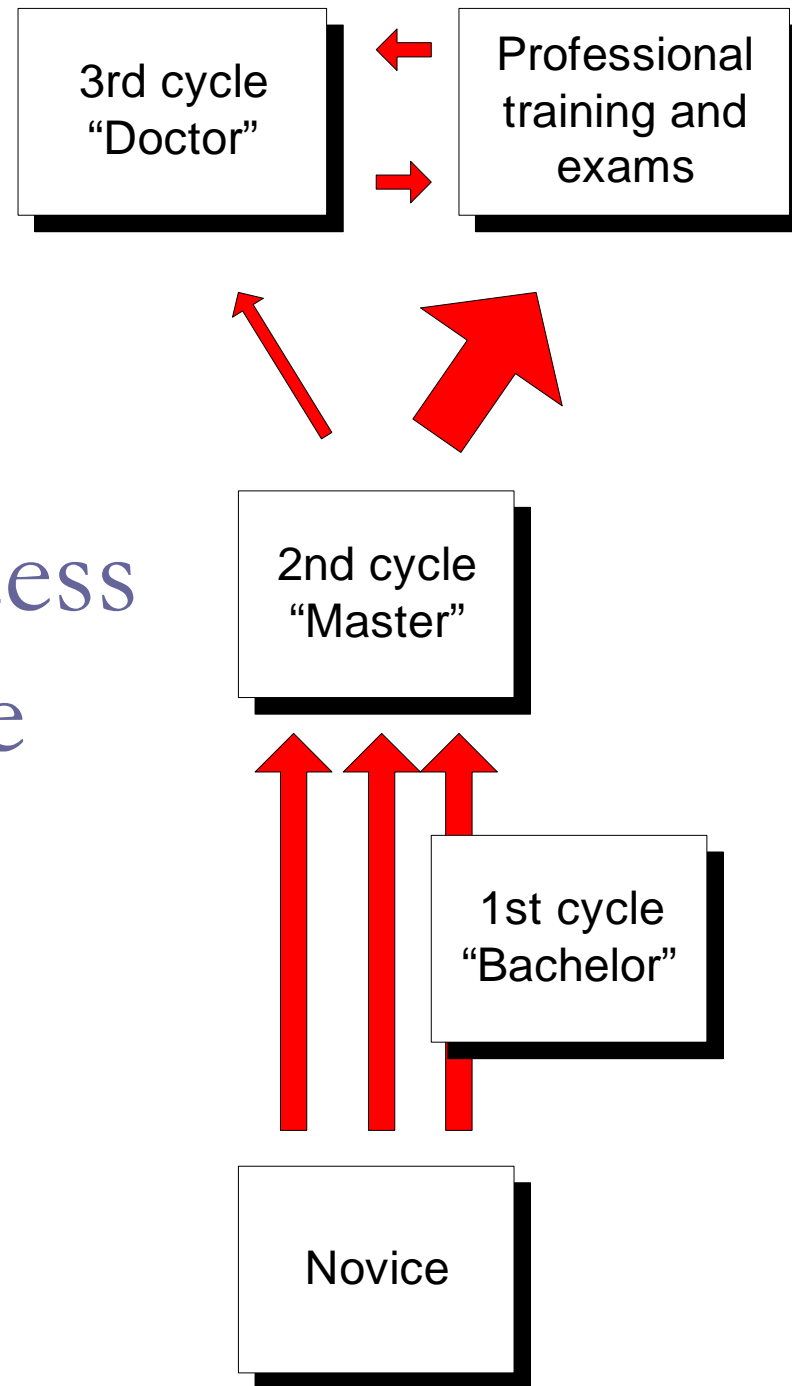 3rd cycle
“Doctor”
Professional
training and
exams
2nd cycle
“Master”
1st cycle
“Bachelor”
Novice